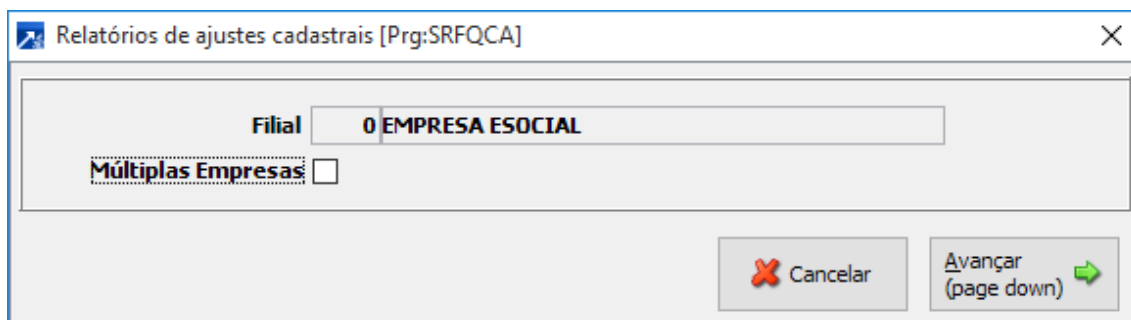 Relatórios de ajustes cadastrais [Prg:SRFQCA]
Filial 0 EMPRESA ESOCIAL
Múltiplas Empresas
Cancelar
Avançar
(page down)